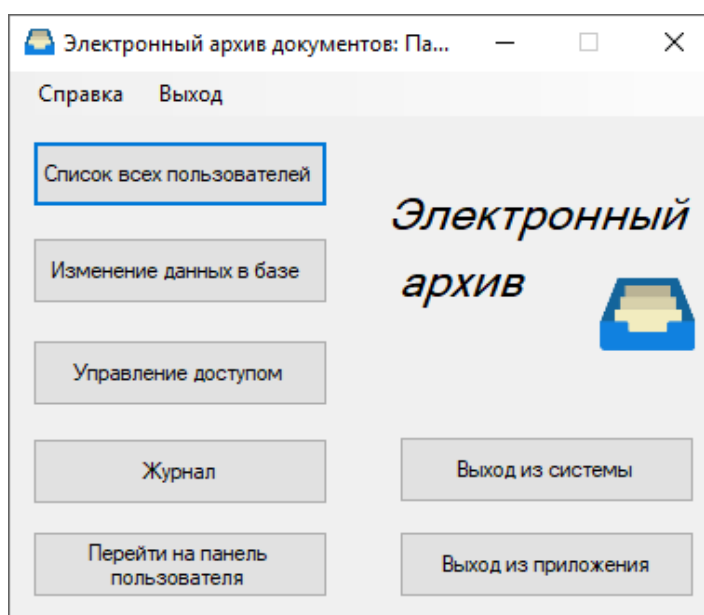 Электронный архив документов: Па...
Справка Выход
Список всех пользователей
Изменение данных в базе
Управление доступом
Журнал
Перейти на панель
пользователя
Электронный
архив
Выход из системы
Выход из приложения